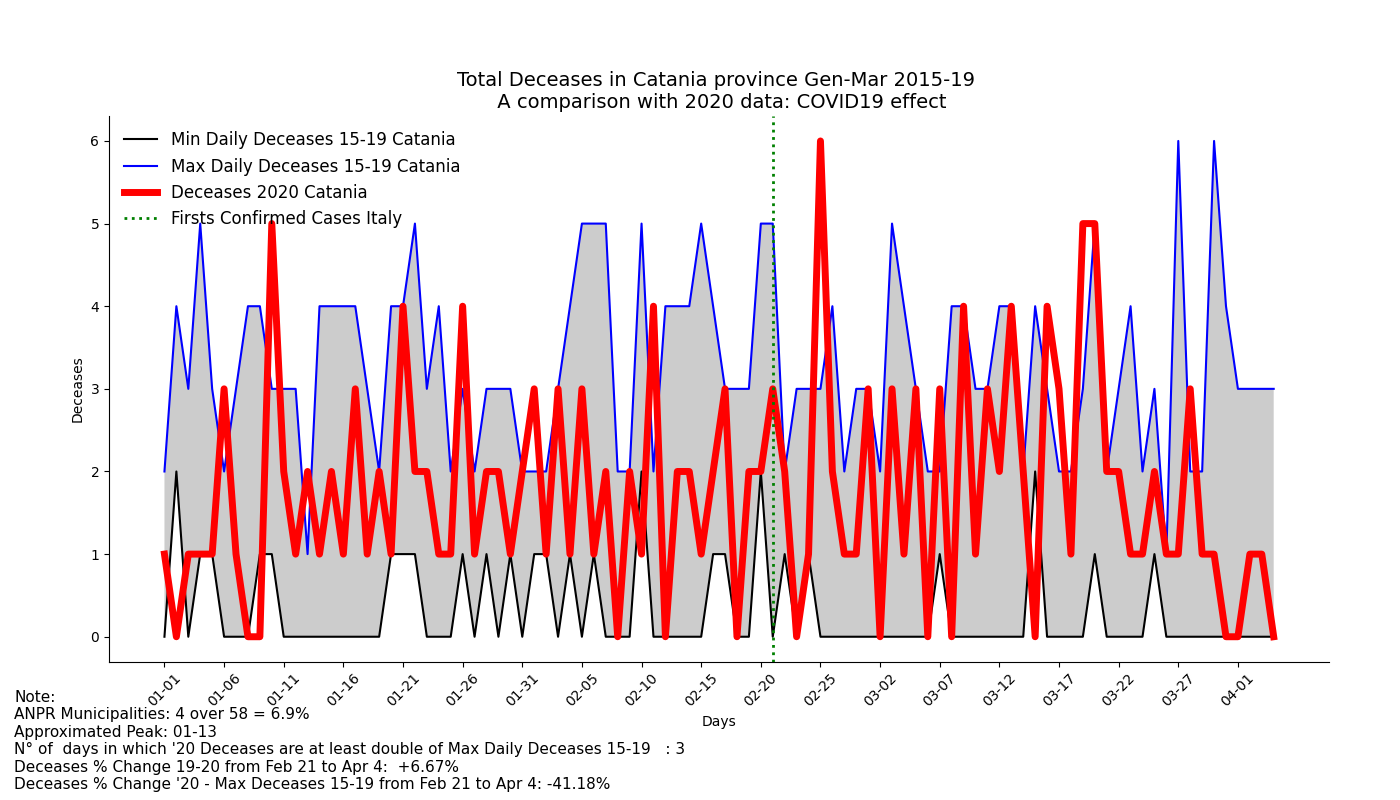 Total Deceases in Catania province Gen-Mar 2015-19
A comparison with 2020 data: COVID19 effect
Min Daily Deceases 15-19 Catania
Max Daily Deceases 15-19 Catania
Deceases 2020 Catania
Firsts Confirmed Cases Italy
Deceases
6
5
4
3
2
1
0
01-01
01-06
01-11
01-16
01-21
01-26
01-31
02-05
02-10
02-15
02-20
02-25
03-02
03-07
03-12
03-17
03-22
03-27
04-01
Days
Note:
ANPR Municipalities: 4 over 58 = 6.9%
Approximated Peak: 01-13
N° of  days in which '20 Deceases are at least double of Max Daily Deceases 15-19   : 3
Deceases % Change 19-20 from Feb 21 to Apr 4:  +6.67%
Deceases % Change '20 - Max Deceases 15-19 from Feb 21 to Apr 4: -41.18%